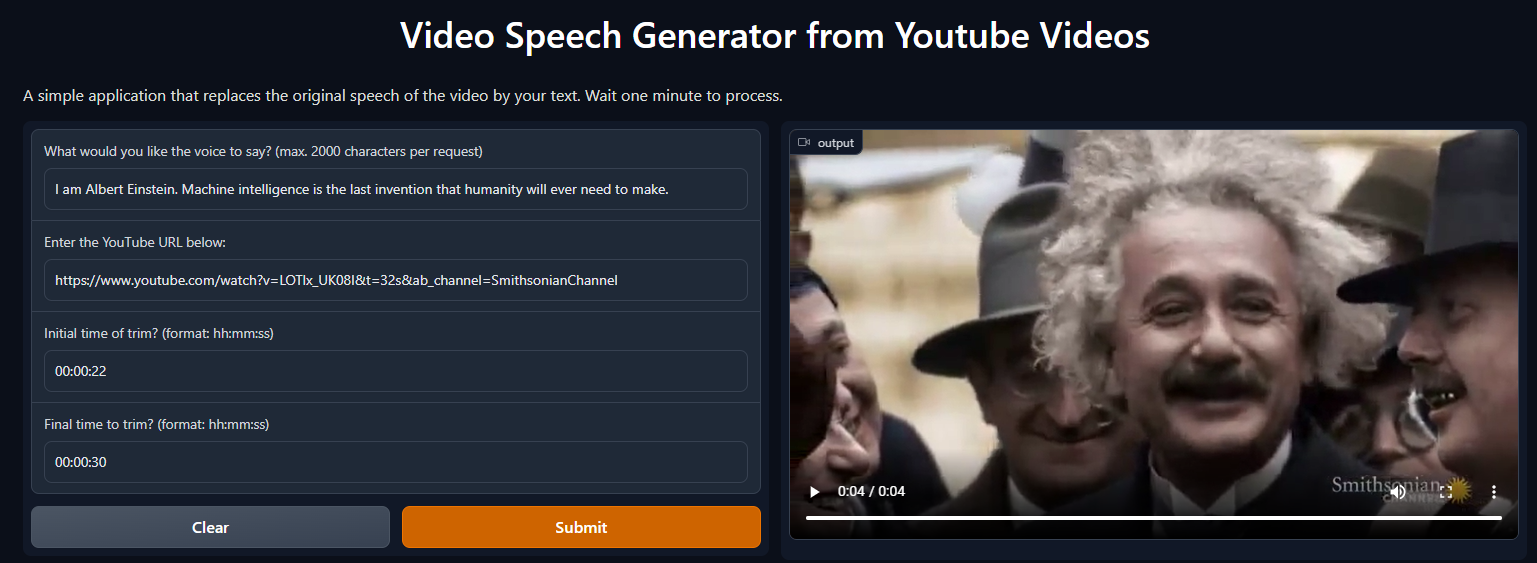 Video Speech Generator from Youtube Videos
A simple application that replaces the original speech of the video by your text. Wait one minute to process.
What would you like the voice to say? (max. 2000 characters per request)
I am Albert Einstein. Machine intelligence is the last invention that humanity will ever need to make.
Enter the YouTube URL below:
https://www.youtube.com/watch?v=LOTlx_UK08I&t=32s&ab_channel=SmithsonianChannel
Initial time of trim? (format: hh:mm:ss)
00:00:22
Final time to trim? (format: hh:mm:ss)
00:00:30
Clear
Submit
output
Smithsonian
CHANNEL
0:04 / 0:04